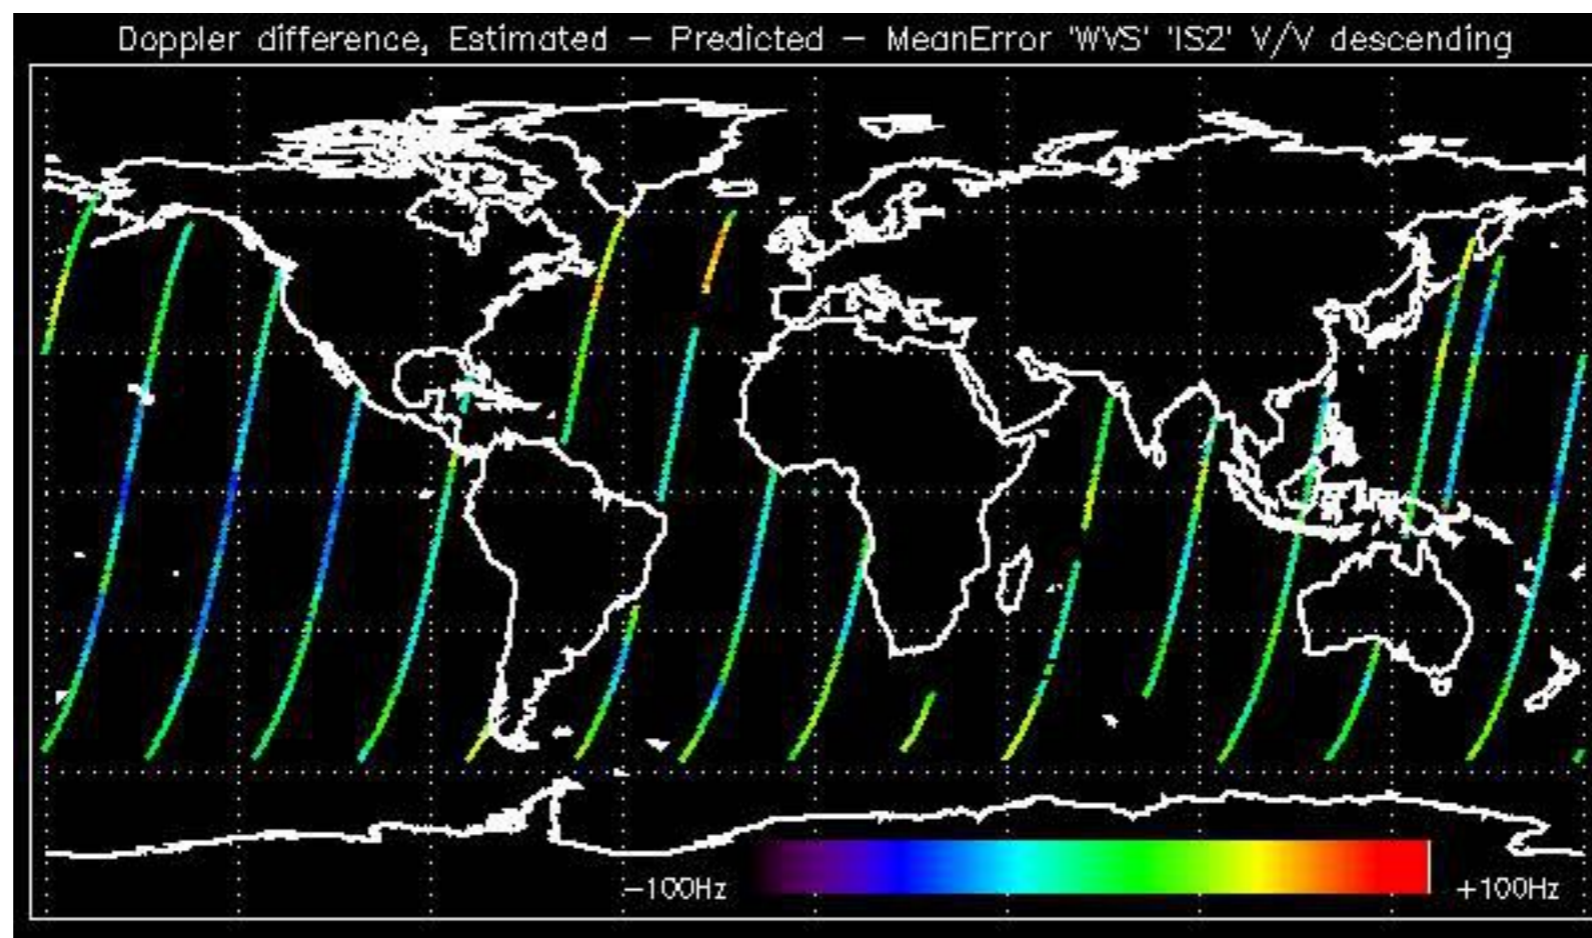 Doppler difference, Estimated — Predicted — MeanError 'WVS' 'IS2' V/V descending
−100Hz
+100Hz